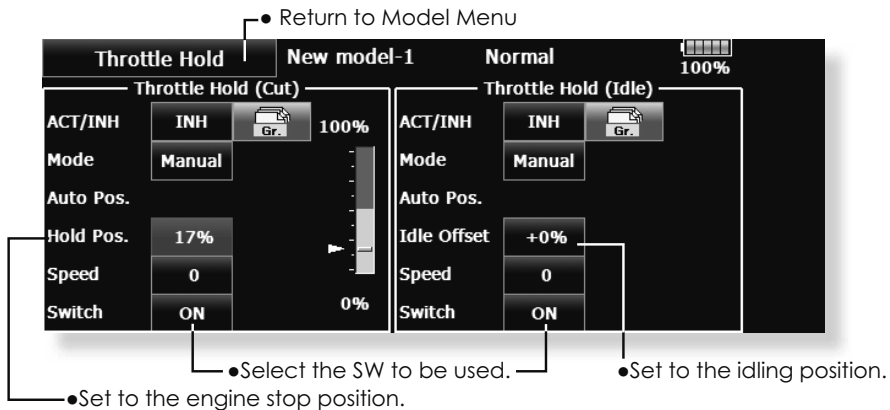 ● Return to Model Menu
Throttle Hold New model-1 Normal 100%
Throttle Hold (Cut)
ACT/INH INH Gr. 100%
Mode Manual
Auto Pos.
Hold Pos. 17%
Speed 0
Switch ON 0%
Throttle Hold (Idle)
ACT/INH INH Gr.
Mode Manual
Auto Pos.
Idle Offset +0%
Speed 0
Switch ON
●Select the SW to be used.
●Set to the idling position.
●Set to the engine stop position.